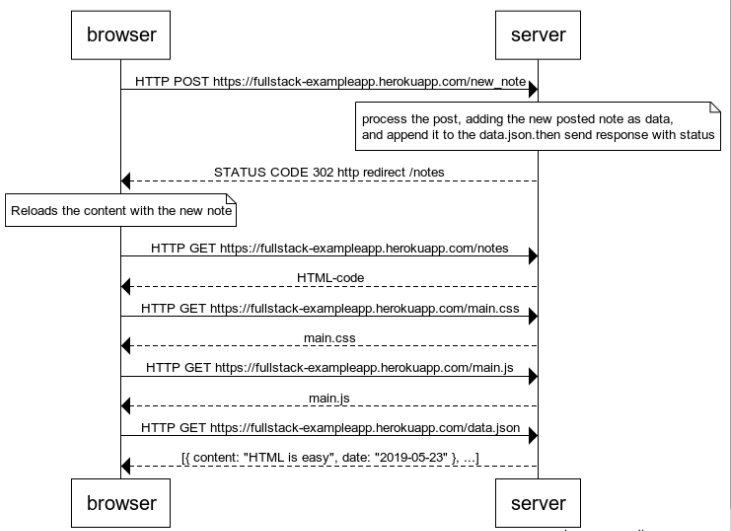 browser
server
HTTP POST https://fullstack-exampleapp.herokuapp.com/new_note
process the post, adding the new posted note as data,
and append it to the data.json.then send response with status
STATUS CODE 302 http redirect /notes
Reloads the content with the new note
HTTP GET https://fullstack-exampleapp.herokuapp.com/notes
HTML-code
HTTP GET https://fullstack-exampleapp.herokuapp.com/main.css
main.css
HTTP GET https://fullstack-exampleapp.herokuapp.com/main.js
main.js
HTTP GET https://fullstack-exampleapp.herokuapp.com/data.json
[{ content: "HTML is easy", date: "2019-05-23" }, ...]
browser
server